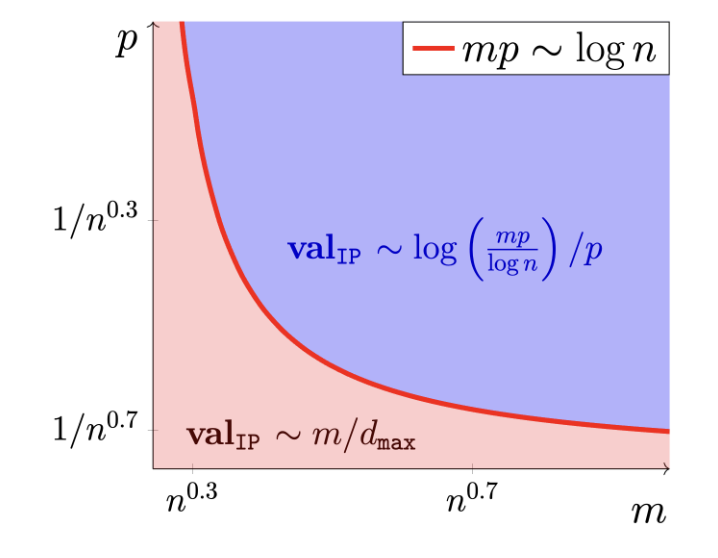 p
mp ∼ log n
1/n^0.3
val_IP ∼ log (mp/log n) /p
1/n^0.7
val_IP ∼ m/d_max
n^0.3
n^0.7
m